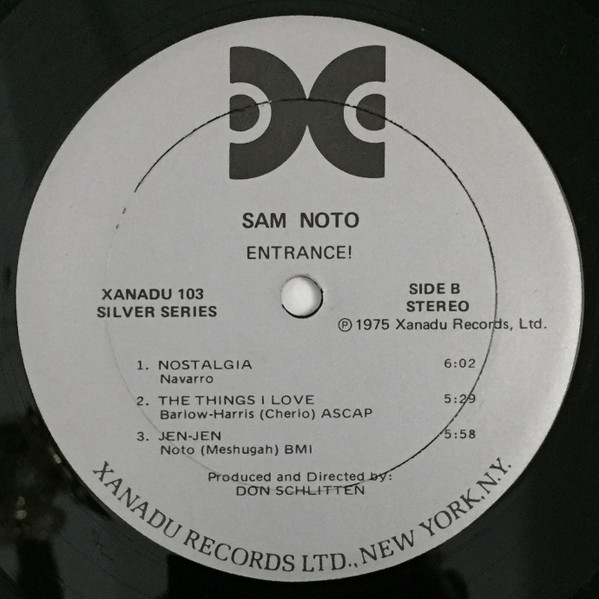 SAM NOTO
ENTRANCE!
XANADU 103
SILVER SERIES
SIDE B
STEREO
Ⓟ 1975 Xanadu Records, Ltd.
1. NOSTALGIA 6:02
Navarro
2. THE THINGS I LOVE 5:29
Barlow-Harris (Cherio) ASCAP
3. JEN-JEN 5:58
Noto (Meshugah) BMI
Produced and Directed by:
DON SCHLITTEN
XANADU RECORDS LTD., NEW YORK, N.Y.